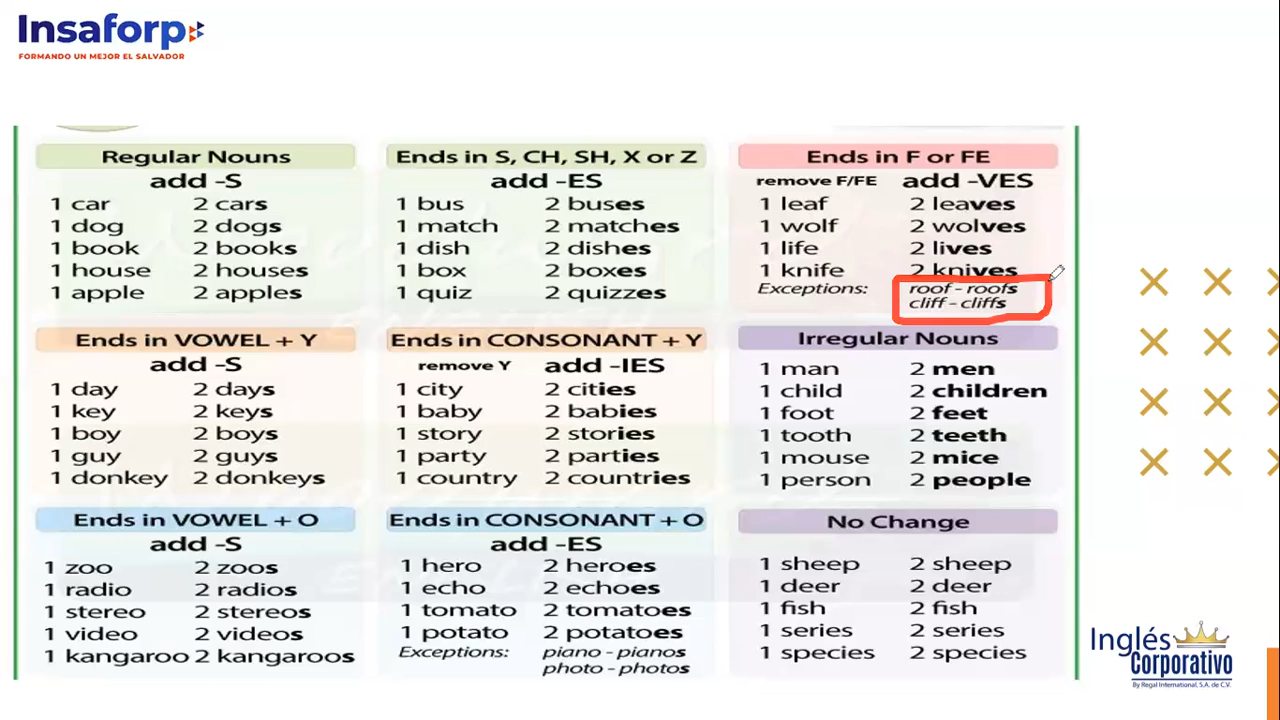 Insaforp
FORMANDO UN MEJOR EL SALVADOR
Regular Nouns
add -S
1 car 2 cars
1 dog 2 dogs
1 book 2 books
1 house 2 houses
1 apple 2 apples
Ends in S, CH, SH, X or Z
add -ES
1 bus 2 buses
1 match 2 matches
1 dish 2 dishes
1 box 2 boxes
1 quiz 2 quizzes
Ends in F or FE
remove F/FE add -VES
1 leaf 2 leaves
1 wolf 2 wolves
1 life 2 lives
1 knife 2 knives
Exceptions: roof - roofs
cliff - cliffs
Ends in VOWEL + Y
add -S
1 day 2 days
1 key 2 keys
1 boy 2 boys
1 guy 2 guys
1 donkey 2 donkeys
Ends in CONSONANT + Y
remove Y add -IES
1 city 2 cities
1 baby 2 babies
1 story 2 stories
1 party 2 parties
1 country 2 countries
Irregular Nouns
1 man 2 men
1 child 2 children
1 foot 2 feet
1 tooth 2 teeth
1 mouse 2 mice
1 person 2 people
Ends in VOWEL + O
add -S
1 zoo 2 zoos
1 radio 2 radios
1 stereo 2 stereos
1 video 2 videos
1 kangaroo 2 kangaroos
Ends in CONSONANT + O
add -ES
1 hero 2 heroes
1 echo 2 echoes
1 tomato 2 tomatoes
1 potato 2 potatoes
Exceptions: piano - pianos
photo - photos
No Change
1 sheep 2 sheep
1 deer 2 deer
1 fish 2 fish
1 series 2 series
1 species 2 species
Inglés
Corporativo
By Regal International, S.A. de C.V.